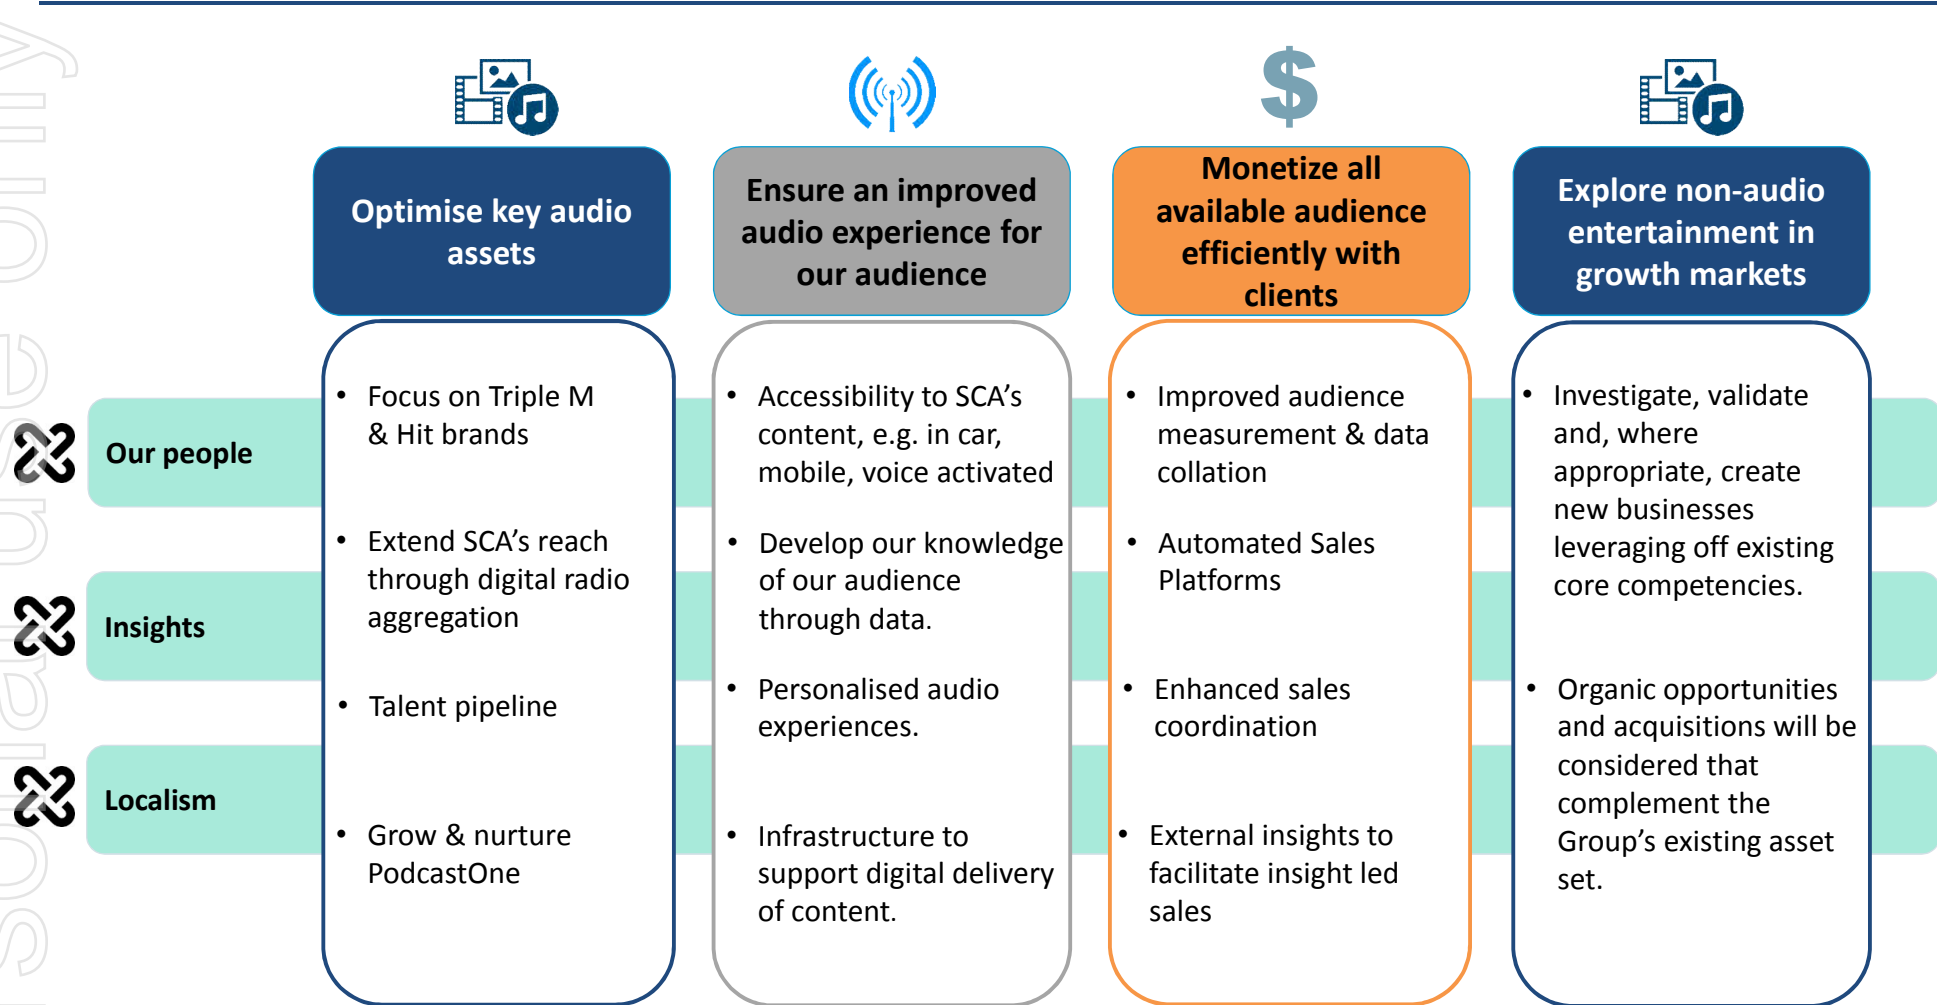 Optimise key audio
assets
Ensure an improved
audio experience for
our audience
Monetize all
available audience
efficiently with
clients
Explore non-audio
entertainment in
growth markets
Our people
Insights
Localism
• Focus on Triple M
& Hit brands
• Extend SCA’s reach
through digital radio
aggregation
• Talent pipeline
• Grow & nurture
PodcastOne
• Accessibility to SCA’s
content, e.g. in car,
mobile, voice activated
• Develop our knowledge
of our audience
through data.
• Personalised audio
experiences.
• Infrastructure to
support digital delivery
of content.
• Improved audience
measurement & data
collation
• Automated Sales
Platforms
• Enhanced sales
coordination
• External insights to
facilitate insight led
sales
• Investigate, validate
and, where
appropriate, create
new businesses
leveraging off existing
core competencies.
• Organic opportunities
and acquisitions will be
considered that
complement the
Group’s existing asset
set.